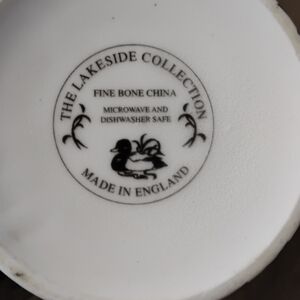 THE LAKESIDE COLLECTION
FINE BONE CHINA
MICROWAVE AND
DISHWASHER SAFE
MADE IN ENGLAND